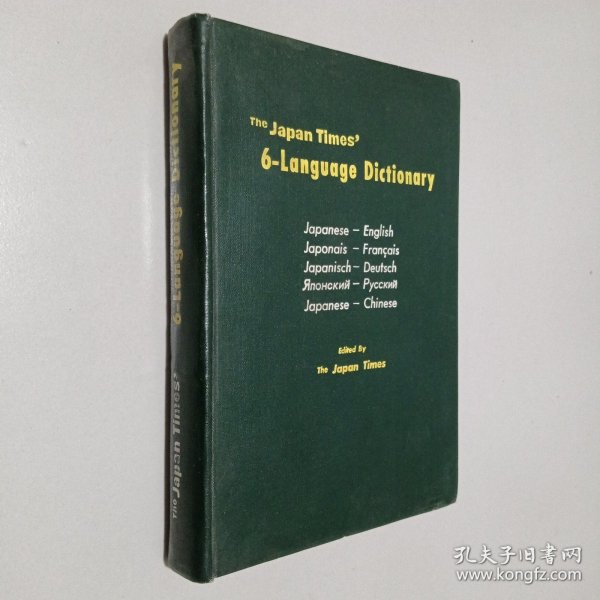 The Japan Times'
6-Language Dictionary
Japanese - English
Japonais - Français
Japanisch - Deutsch
Японский - Русский
Japanese - Chinese
Edited By
The Japan Times
The Japan Times' 6-Language Dictionary
孔夫子旧书网
www.kongfz.com